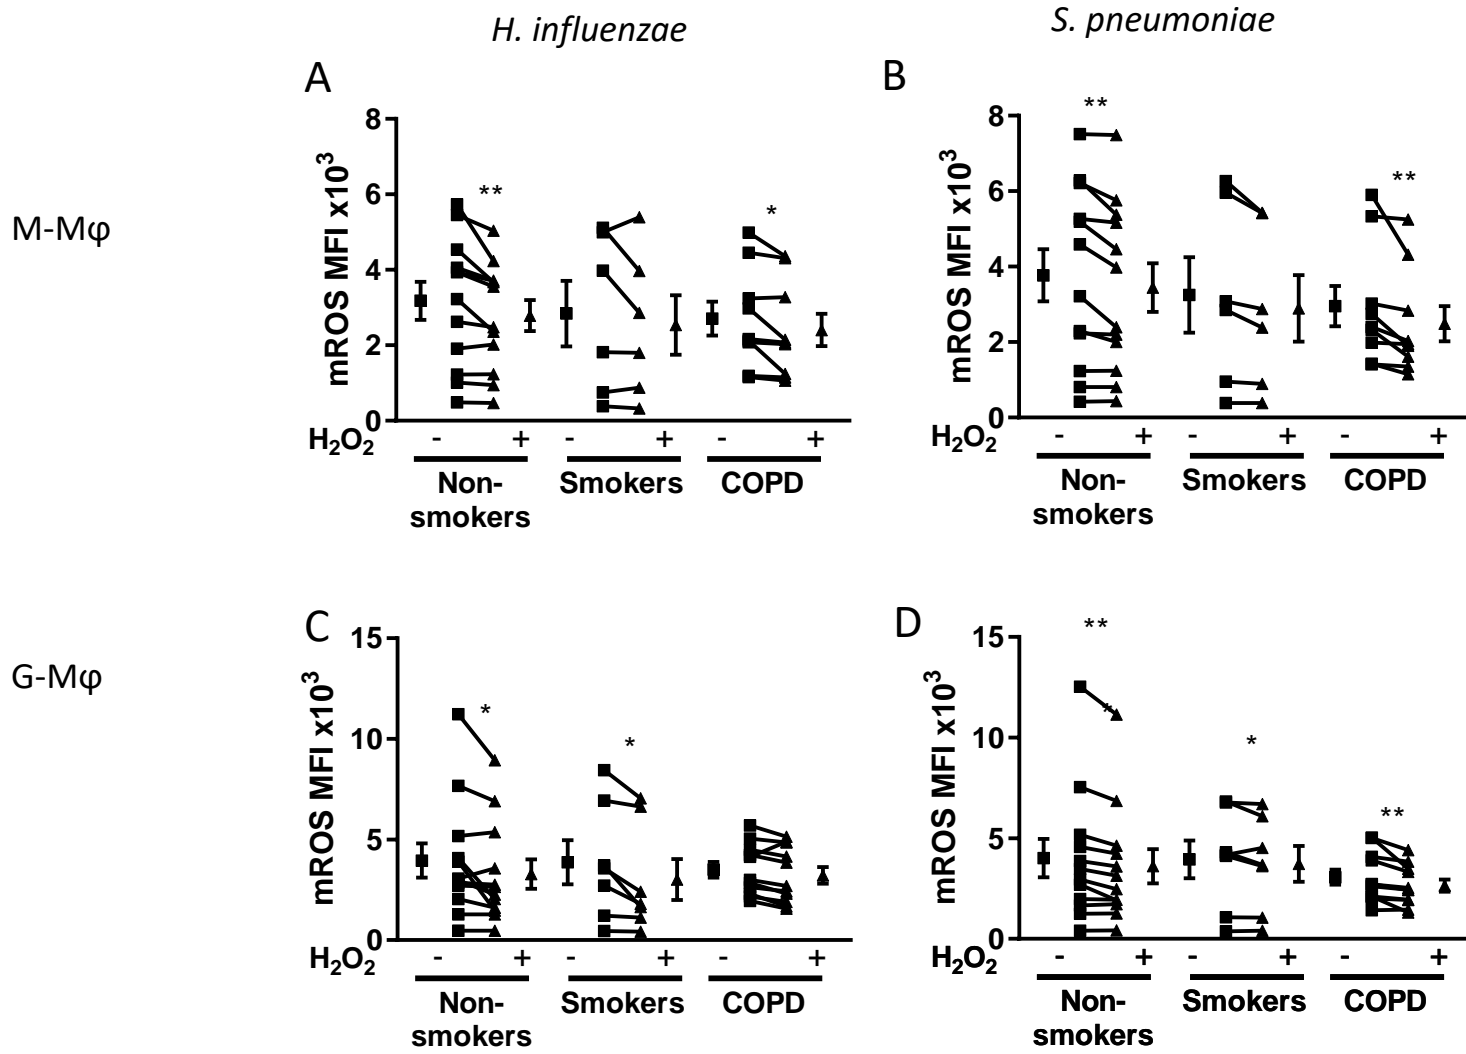 H. influenzae
S. pneumoniae
M-Mφ
A
mROS MFI x10³
8
6
4
2
0
**
*
H₂O₂
- + - + - +
Non-
smokers
Smokers
COPD
B
mROS MFI x10³
8
6
4
2
0
**
**
H₂O₂
- + - + - +
Non-
smokers
Smokers
COPD
G-Mφ
C
mROS MFI x10³
15
10
5
0
*
*
H₂O₂
- + - + - +
Non-
smokers
Smokers
COPD
D
mROS MFI x10³
15
10
5
0
**
*
*
**
H₂O₂
- + - + - +
Non-
smokers
Smokers
COPD